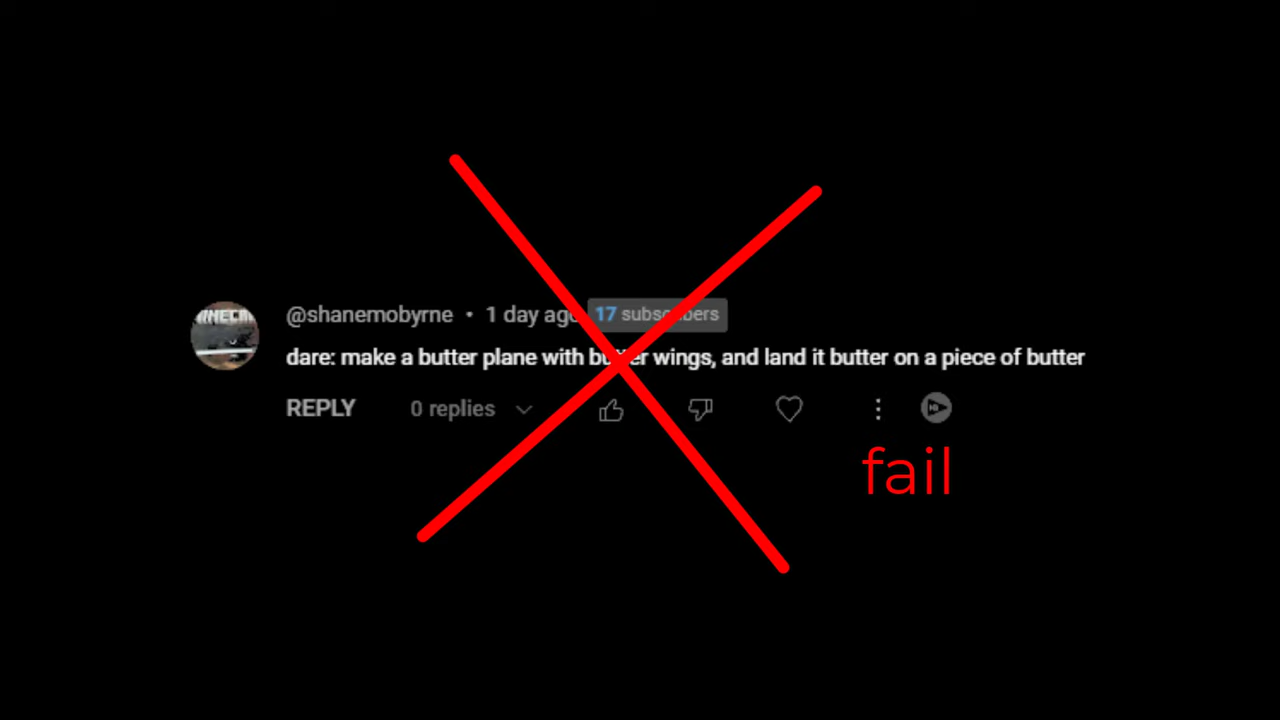 @shanemobyrne • 1 day ago 17 subscribers
dare: make a butter plane with butter wings, and land it butter on a piece of butter
REPLY 0 replies
fail